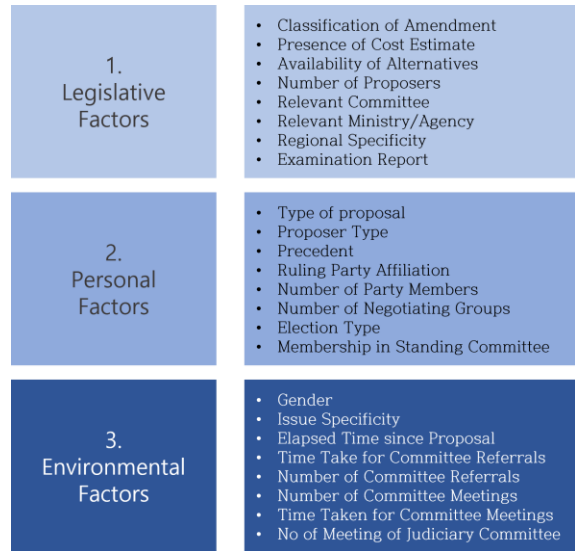 1.
Legislative
Factors
• Classification of Amendment
• Presence of Cost Estimate
• Availability of Alternatives
• Number of Proposers
• Relevant Committee
• Relevant Ministry/Agency
• Regional Specificity
• Examination Report
2.
Personal
Factors
• Type of proposal
• Proposer Type
• Precedent
• Ruling Party Affiliation
• Number of Party Members
• Number of Negotiating Groups
• Election Type
• Membership in Standing Committee
3.
Environmental
Factors
• Gender
• Issue Specificity
• Elapsed Time since Proposal
• Time Take for Committee Referrals
• Number of Committee Referrals
• Number of Committee Meetings
• Time Taken for Committee Meetings
• No of Meeting of Judiciary Committee